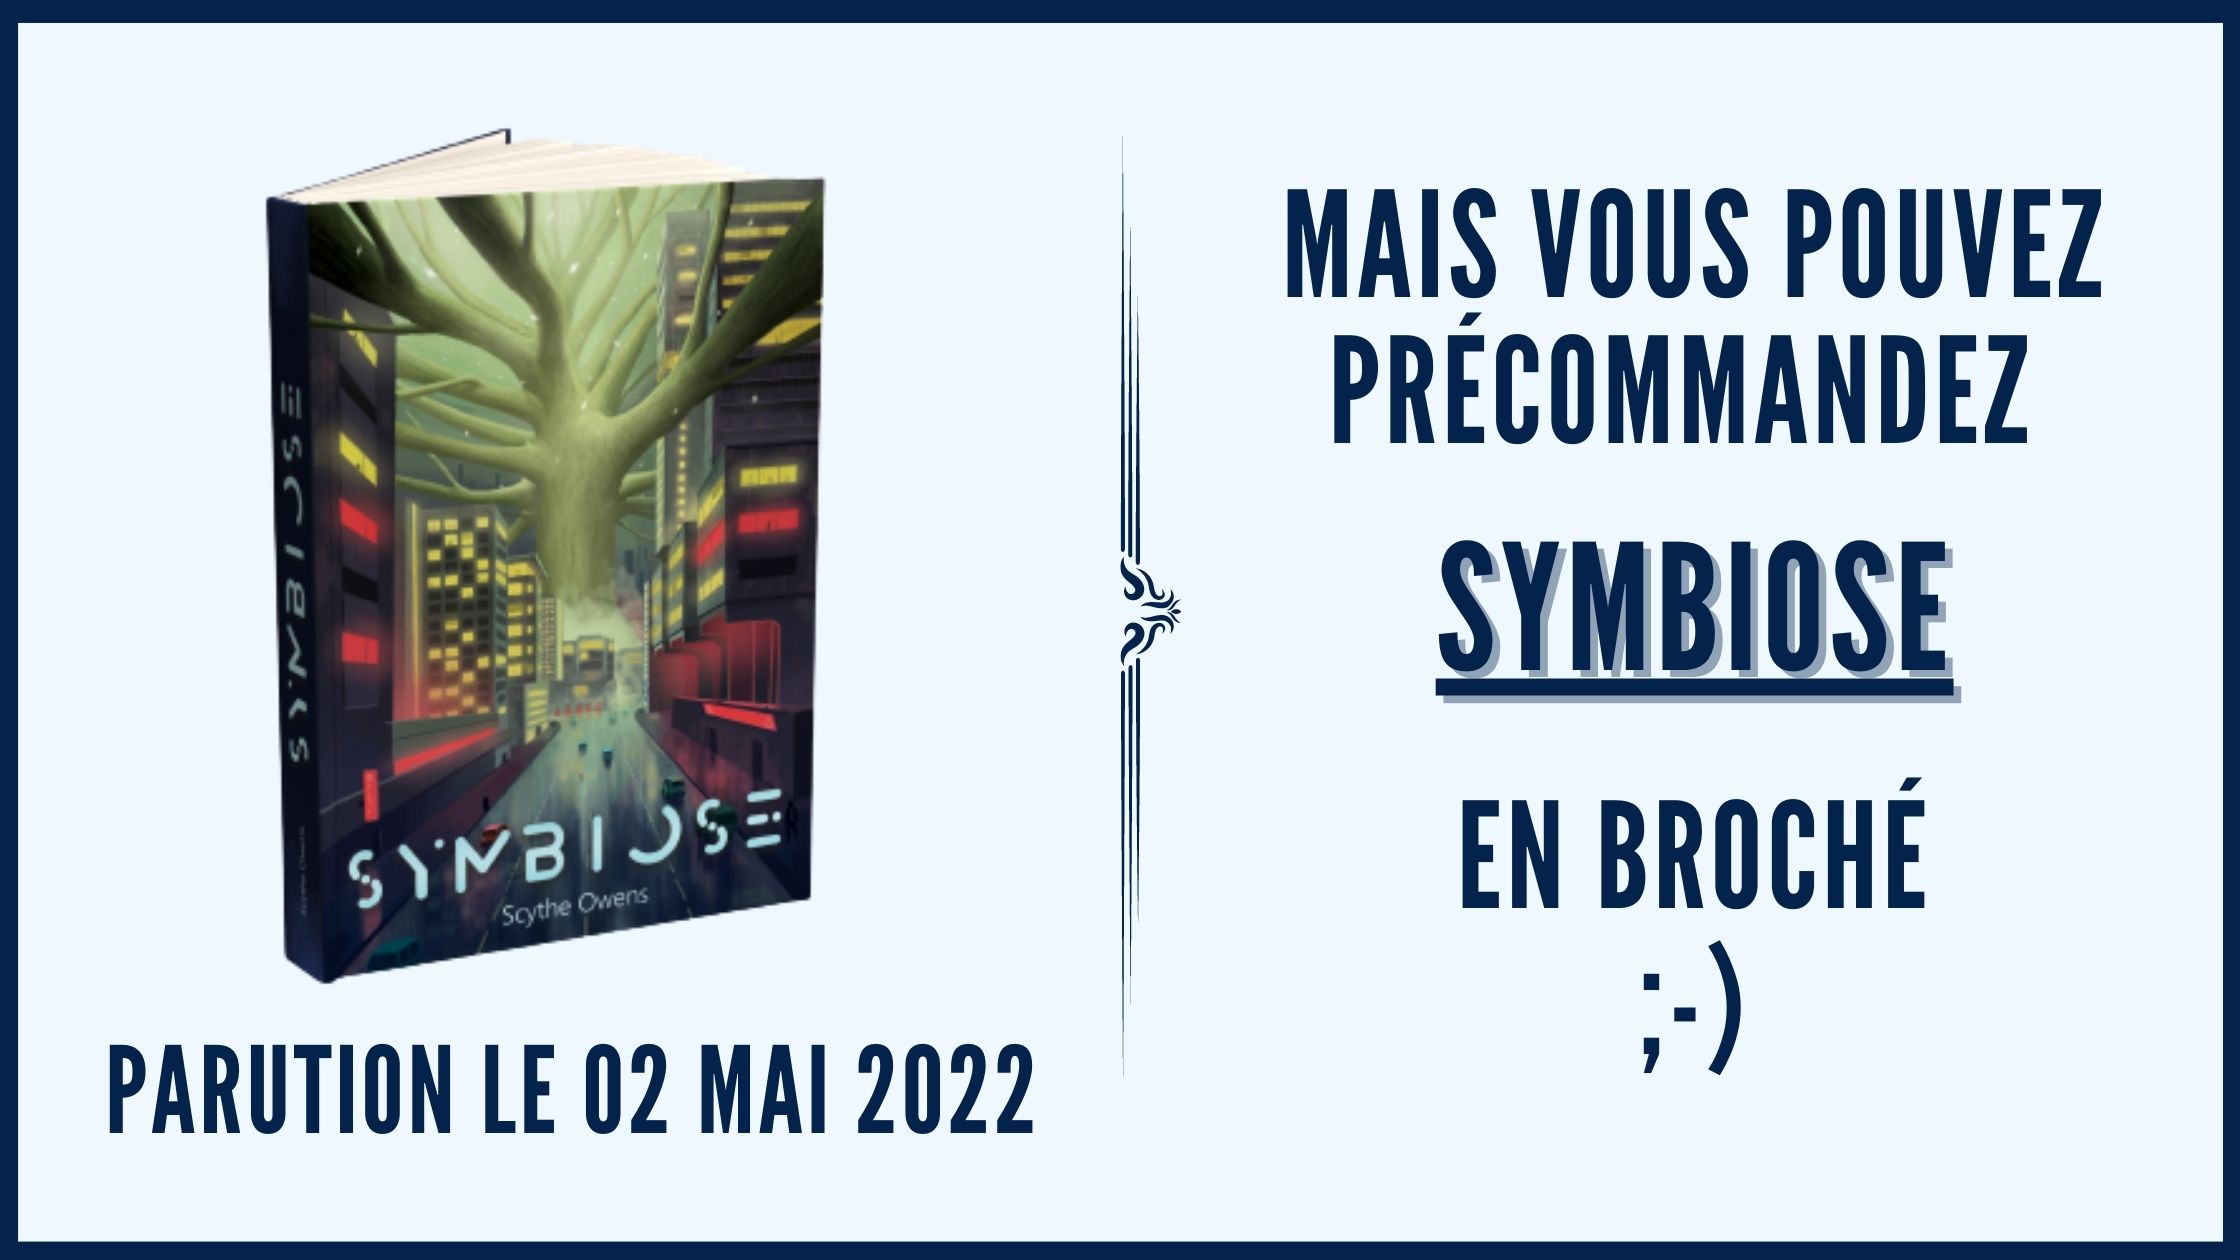 SYMBIOSE
Scythe Owens
SYMBIOSE
Scythe Owens
PARUTION LE 02 MAI 2022
MAIS VOUS POUVEZ
PRÉCOMMANDEZ
SYMBIOSE
EN BROCHÉ
;-)